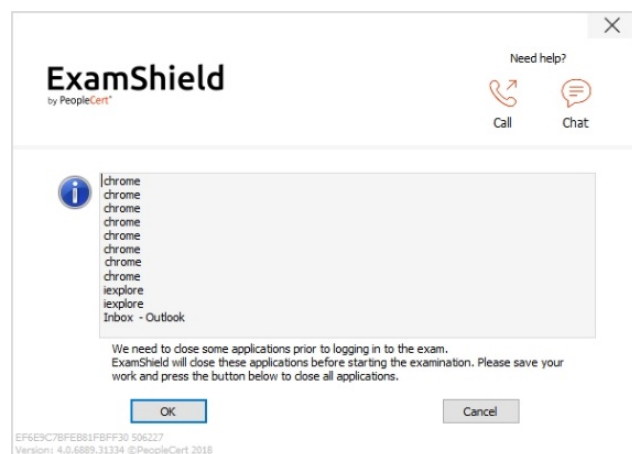 Need help?
ExamShield
by PeopleCert
Call
Chat
chrome
chrome
chrome
chrome
chrome
chrome
chrome
chrome
iexplore
iexplore
Inbox - Outlook
We need to close some applications prior to logging in to the exam.
ExamShield will close these applications before starting the examination. Please save your
work and press the button below to close all applications.
OK
Cancel
EF6E9C7BFEB81FBFF30 506227
Version: 4.0.6889.31334 ©PeopleCert 2018